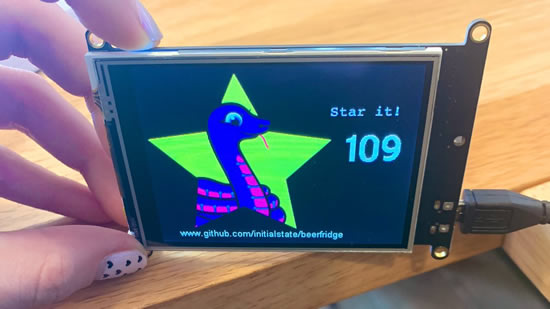 Star it!
109
www.github.com/initialstate/beerfridge